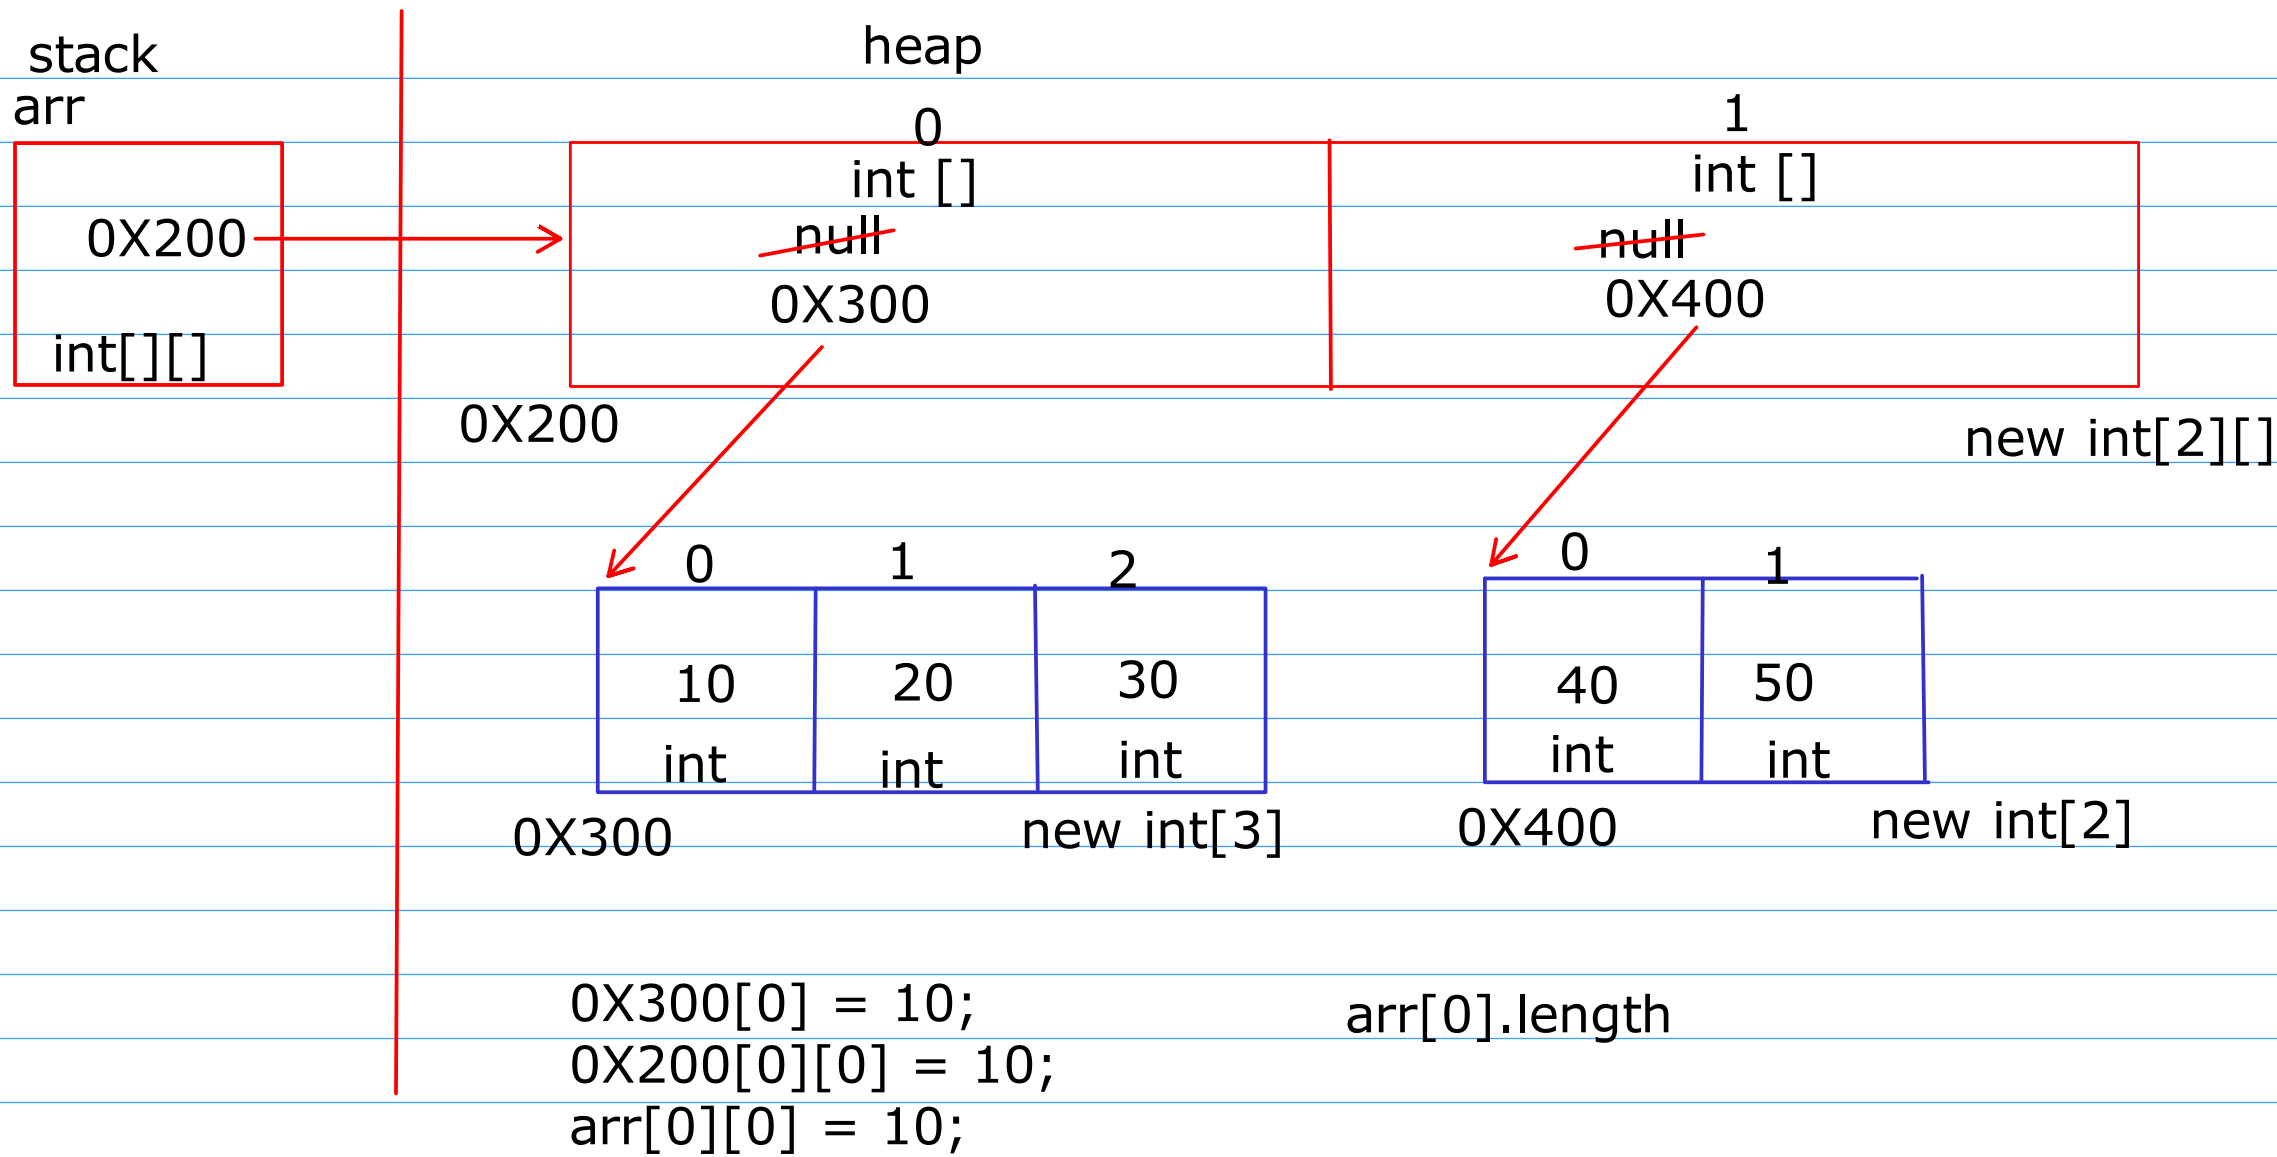 stack
heap
arr
0
1
int []
int []
0X200
null
null
0X300
0X400
int[][]
0X200
new int[2][]
0
1
2
0
1
10
20
30
40
50
int
int
int
int
int
0X300
new int[3]
0X400
new int[2]
0X300[0] = 10;
arr[0].length
0X200[0][0] = 10;
arr[0][0] = 10;